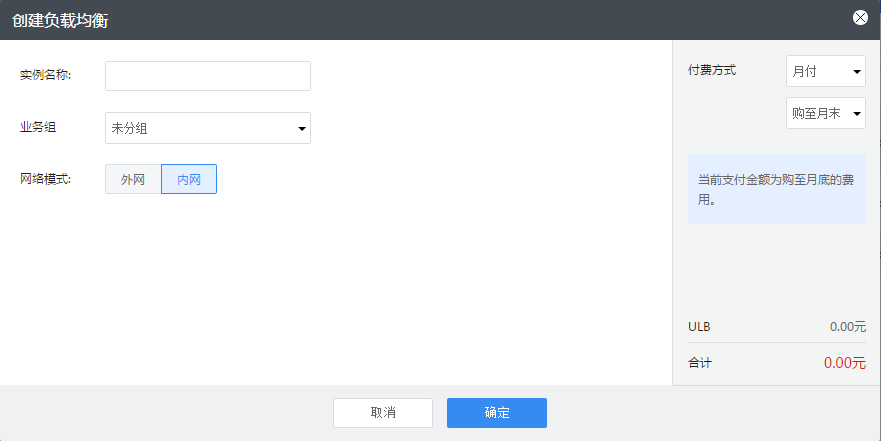 创建负载均衡
实例名称:
业务组 未分组
网络模式: 外网 内网
付费方式 月付
购至月末
当前支付金额为购至月底的费
用。
ULB 0.00元
合计 0.00元
取消 确定